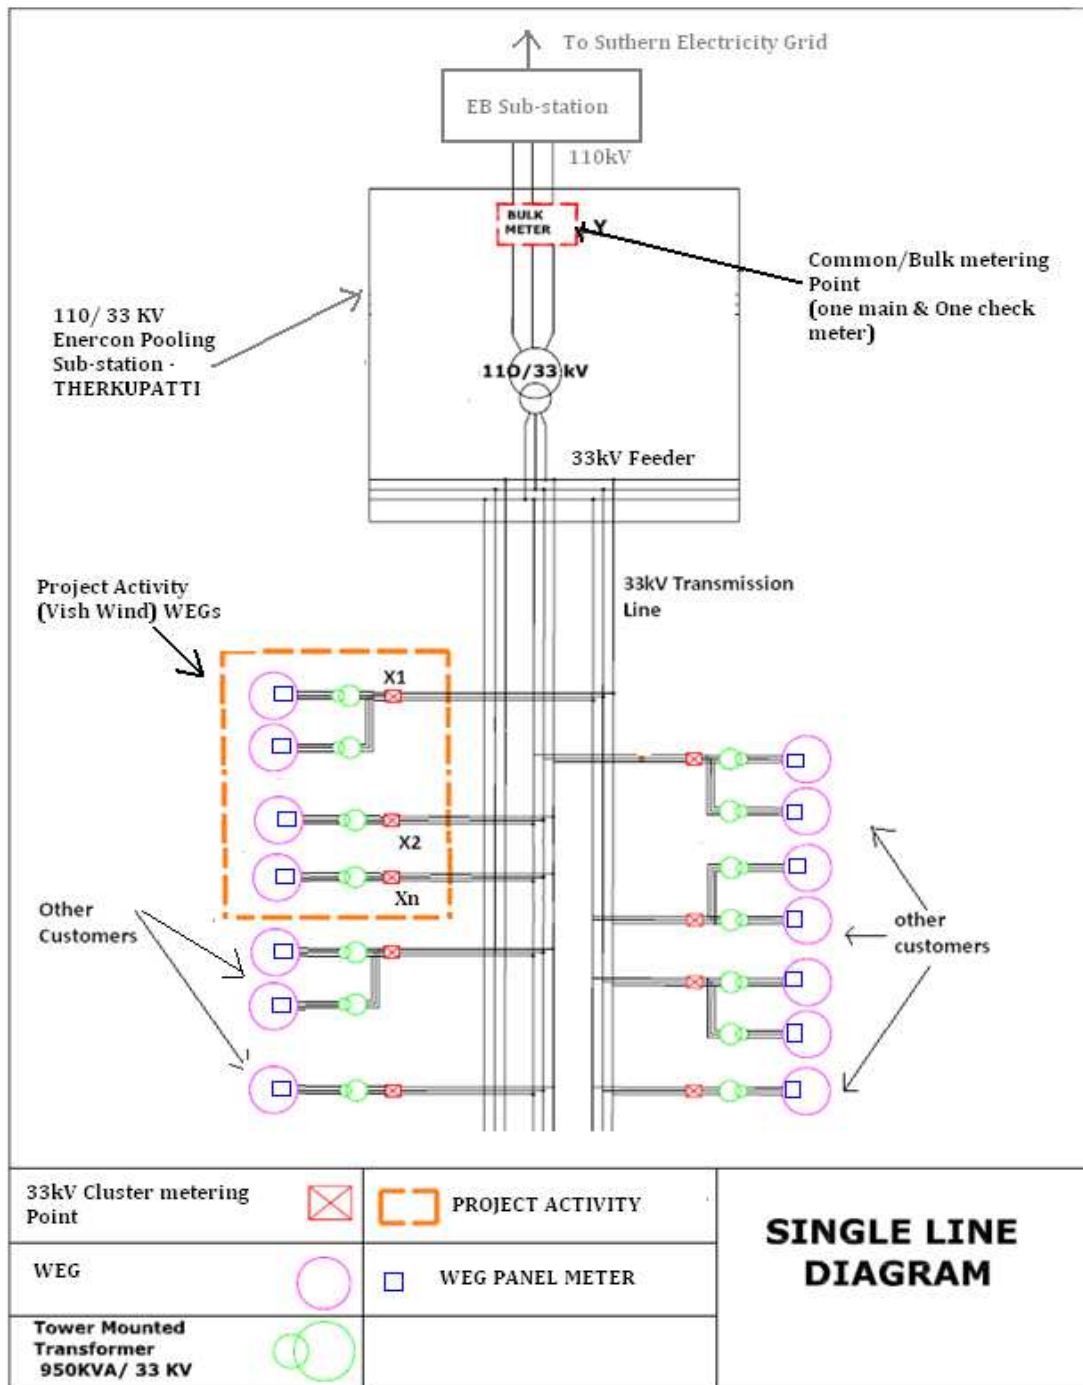 To Suthern Electricity Grid
EB Sub-station
110kV
BULK
METER
Y
Common/Bulk metering
Point
(one main & One check
meter)
110/ 33 KV
Enercon Pooling
Sub-station -
THERKUPATTI
110/33 kV
33kV Feeder
Project Activity
(Vish Wind) WEGs
33kV Transmission
Line
X1
X2
Xn
Other
Customers
other
customers
33kV Cluster metering
Point
PROJECT ACTIVITY
WEG
WEG PANEL METER
Tower Mounted
Transformer
950KVA/ 33 KV
SINGLE LINE
DIAGRAM